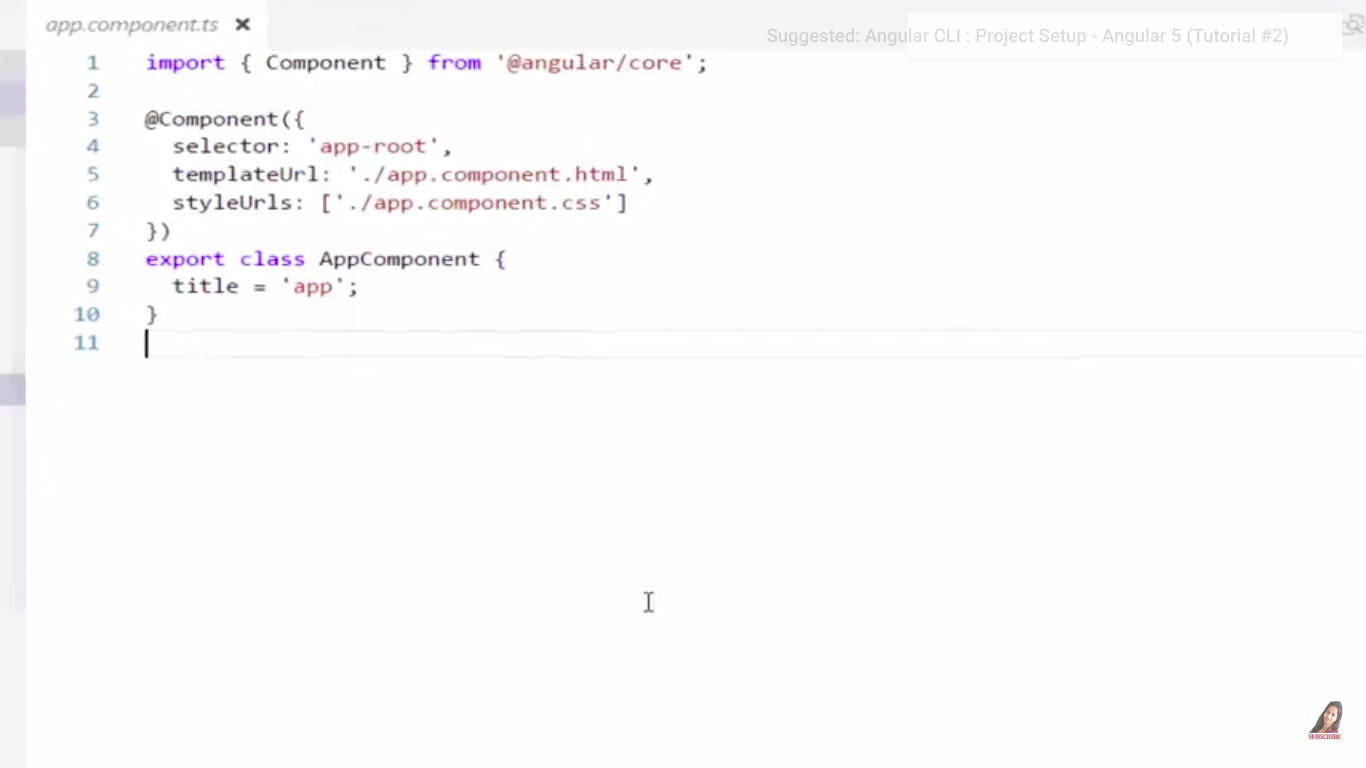 app.component.ts ×
Suggested: Angular CLI : Project Setup - Angular 5 (Tutorial #2)
1 import { Component } from '@angular/core';
2
3 @Component({
4   selector: 'app-root',
5   templateUrl: './app.component.html',
6   styleUrls: ['./app.component.css']
7 })
8 export class AppComponent {
9   title = 'app';
10 }
11
SUBSCRIBE